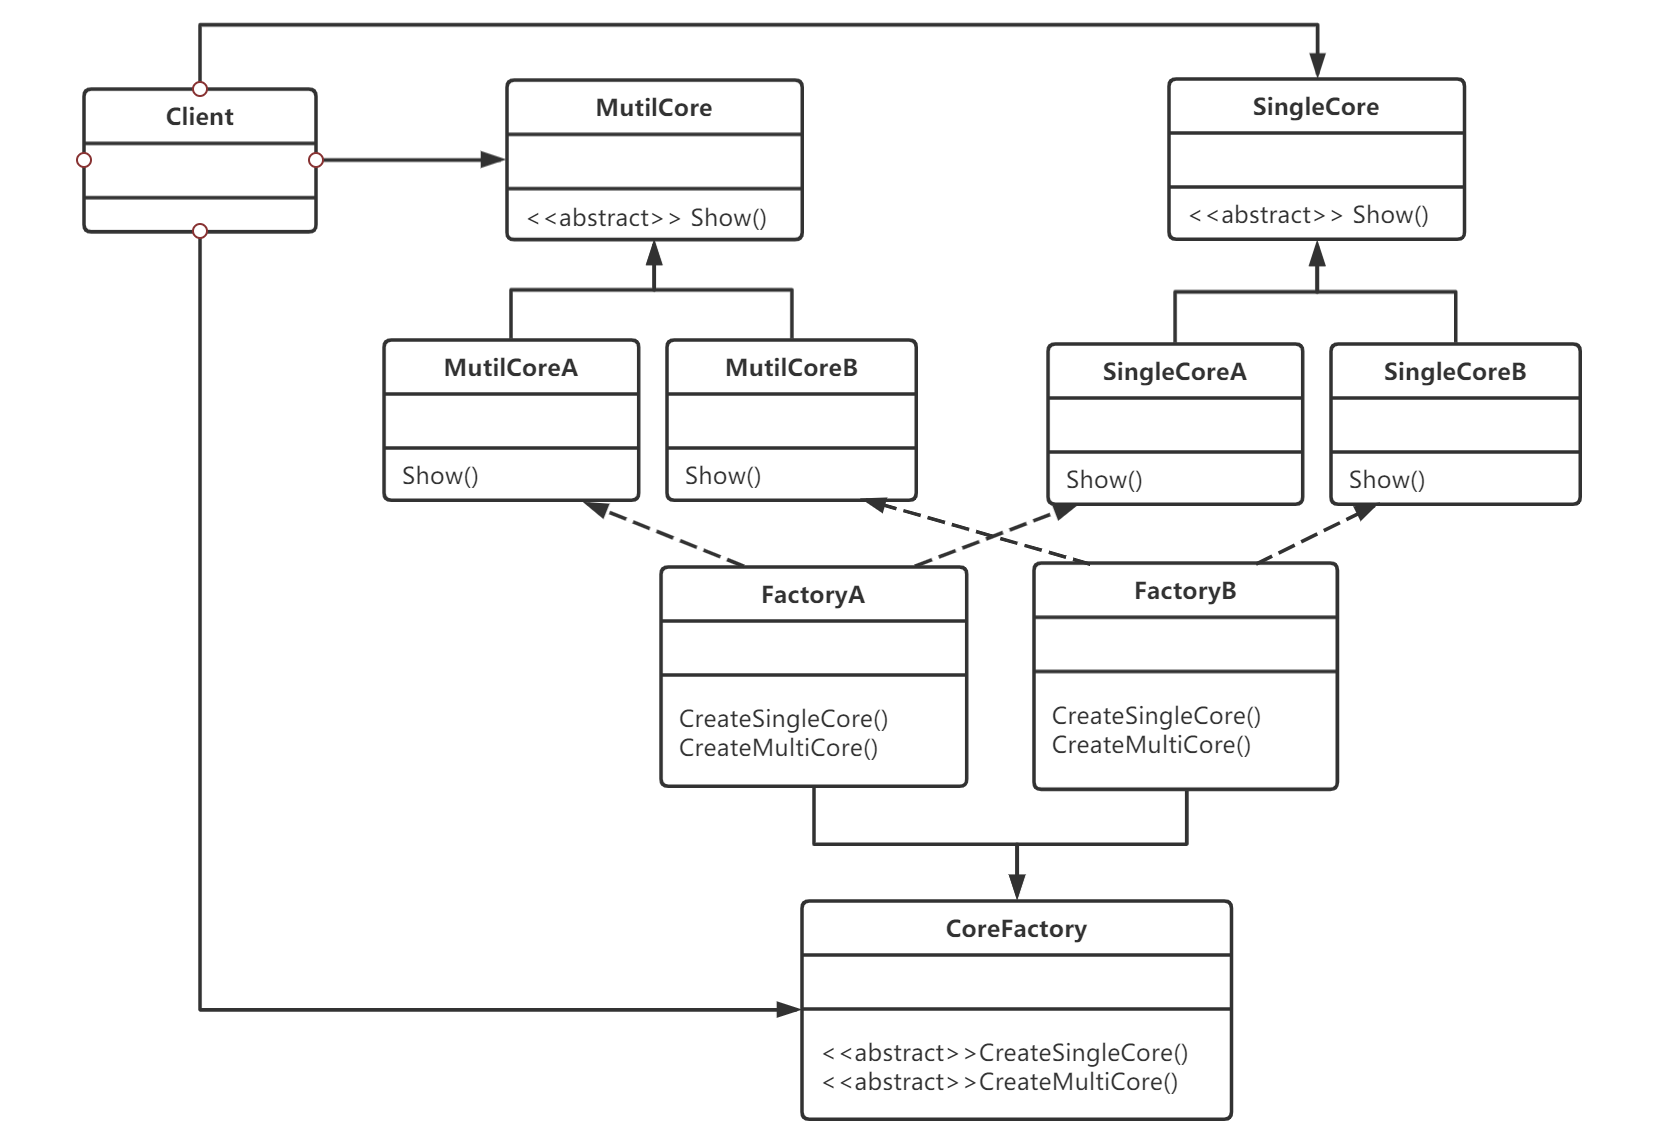 Client
MutilCore
<<abstract>> Show()
SingleCore
<<abstract>> Show()
MutilCoreA
Show()
MutilCoreB
Show()
SingleCoreA
Show()
SingleCoreB
Show()
FactoryA
CreateSingleCore()
CreateMultiCore()
FactoryB
CreateSingleCore()
CreateMultiCore()
CoreFactory
<<abstract>>CreateSingleCore()
<<abstract>>CreateMultiCore()